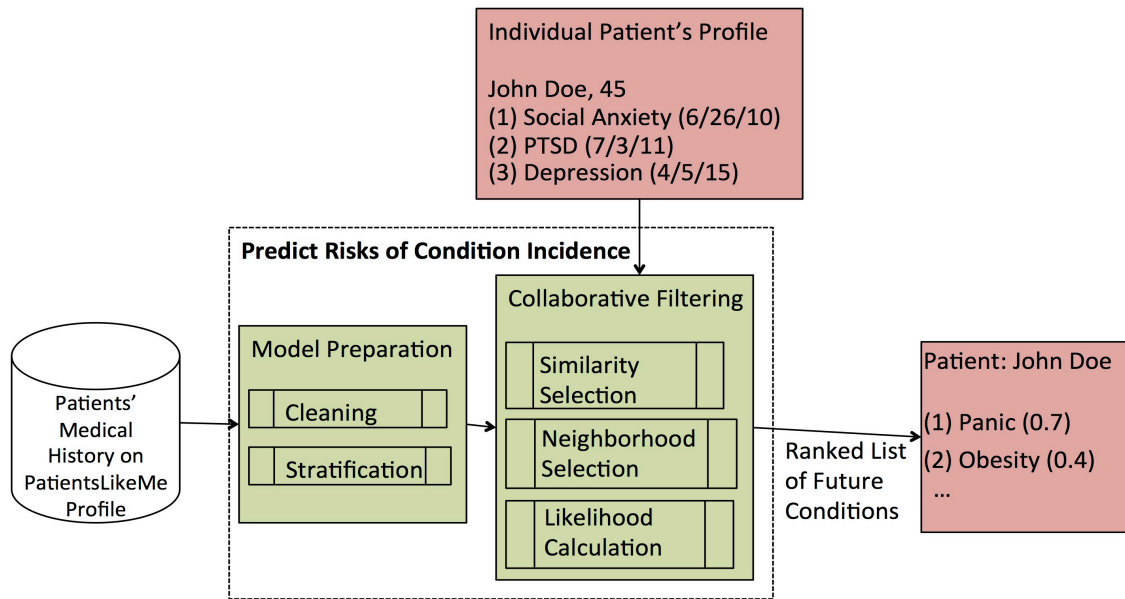 Individual Patient’s Profile
John Doe, 45
(1) Social Anxiety (6/26/10)
(2) PTSD (7/3/11)
(3) Depression (4/5/15)
Predict Risks of Condition Incidence
Patients’
Medical
History on
PatientsLikeMe
Profile
Model Preparation
Cleaning
Stratification
Collaborative Filtering
Similarity
Selection
Neighborhood
Selection
Likelihood
Calculation
Ranked List
of Future
Conditions
Patient: John Doe
(1) Panic (0.7)
(2) Obesity (0.4)
...